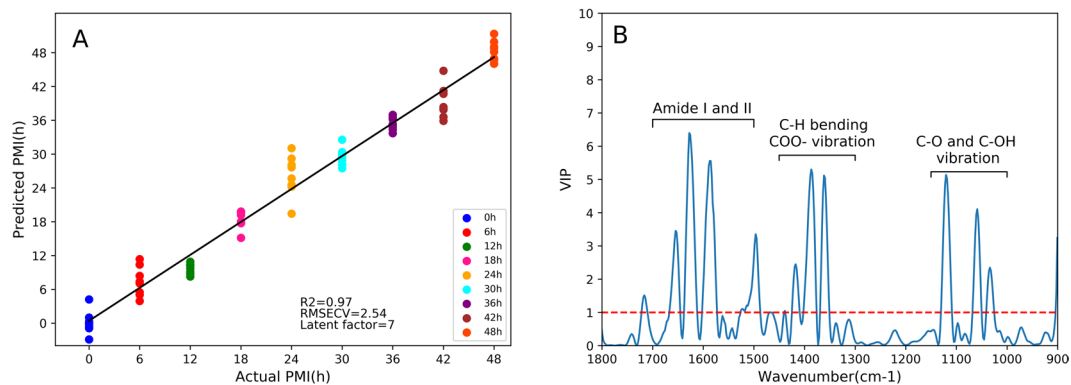 A
Predicted PMI(h)
48
42
36
30
24
18
12
6
0
0h
6h
12h
18h
24h
30h
36h
42h
48h
R2=0.97
RMSECV=2.54
Latent factor=7
0 6 12 18 24 30 36 42 48
Actual PMI(h)
B
VIP
10
9
8
7
6
5
4
3
2
1
0
Amide I and II
C-H bending
COO- vibration
C-O and C-OH
vibration
1800 1700 1600 1500 1400 1300 1200 1100 1000 900
Wavenumber(cm-1)